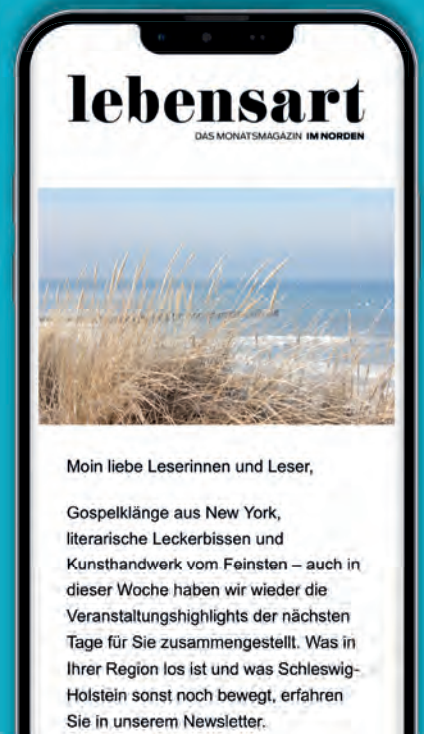 lebensart
DAS MONATSMAGAZIN IM NORDEN
Moin liebe Leserinnen und Leser,
Gospelklänge aus New York,
literarische Leckerbissen und
Kunsthandwerk vom Feinsten – auch in
dieser Woche haben wir wieder die
Veranstaltungshighlights der nächsten
Tage für Sie zusammengestellt. Was in
Ihrer Region los ist und was Schleswig-
Holstein sonst noch bewegt, erfahren
Sie in unserem Newsletter.